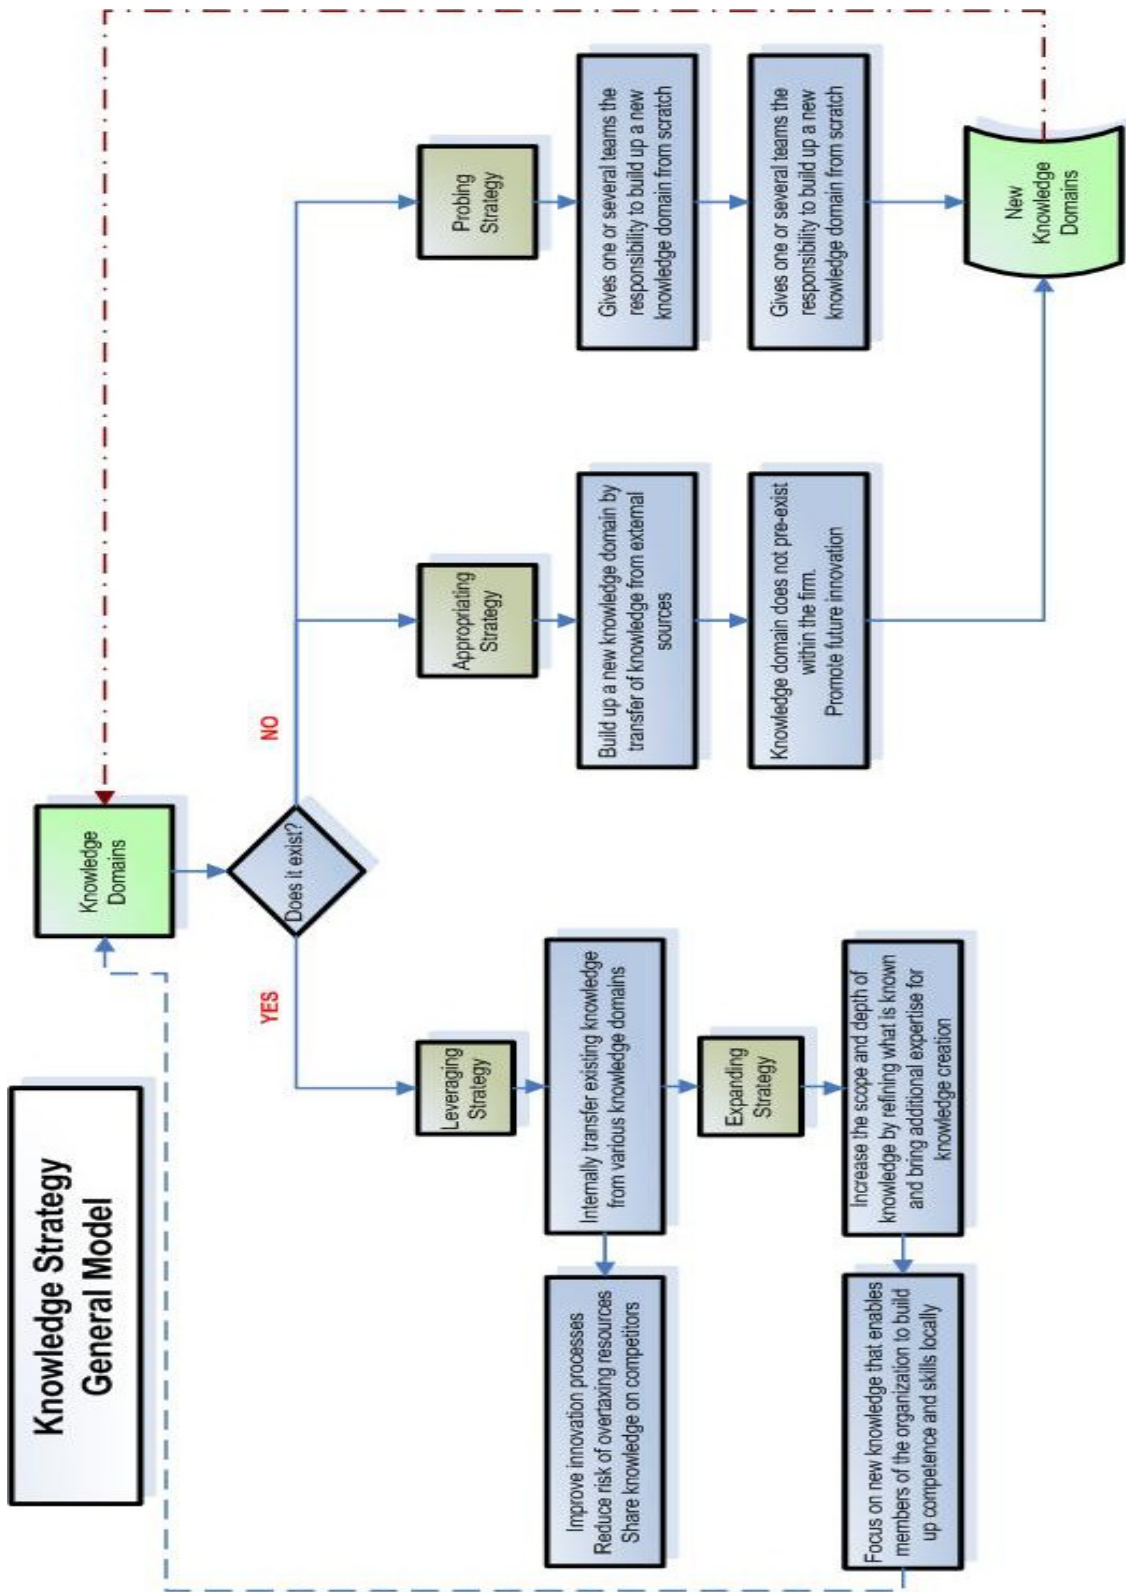 Knowledge Strategy
General Model
Knowledge
Domains
Does it exist?
YES
NO
Leveraging
Strategy
Internally transfer existing knowledge
from various knowledge domains
Improve innovation processes
Reduce risk of overtaxing resources
Share knowledge on competitors
Expanding
Strategy
Increase the scope and depth of
knowledge by refining what is known
and bring additional expertise for
knowledge creation
Focus on new knowledge that enables
members of the organization to build
up competence and skills locally
Appropriating
Strategy
Build up a new knowledge domain by
transfer of knowledge from external
sources
Knowledge domain does not pre-exist
within the firm.
Promote future innovation
Probing
Strategy
Gives one or several teams the
responsibility to build up a new
knowledge domain from scratch
Gives one or several teams the
responsibility to build up a new
knowledge domain from scratch
New
Knowledge
Domains